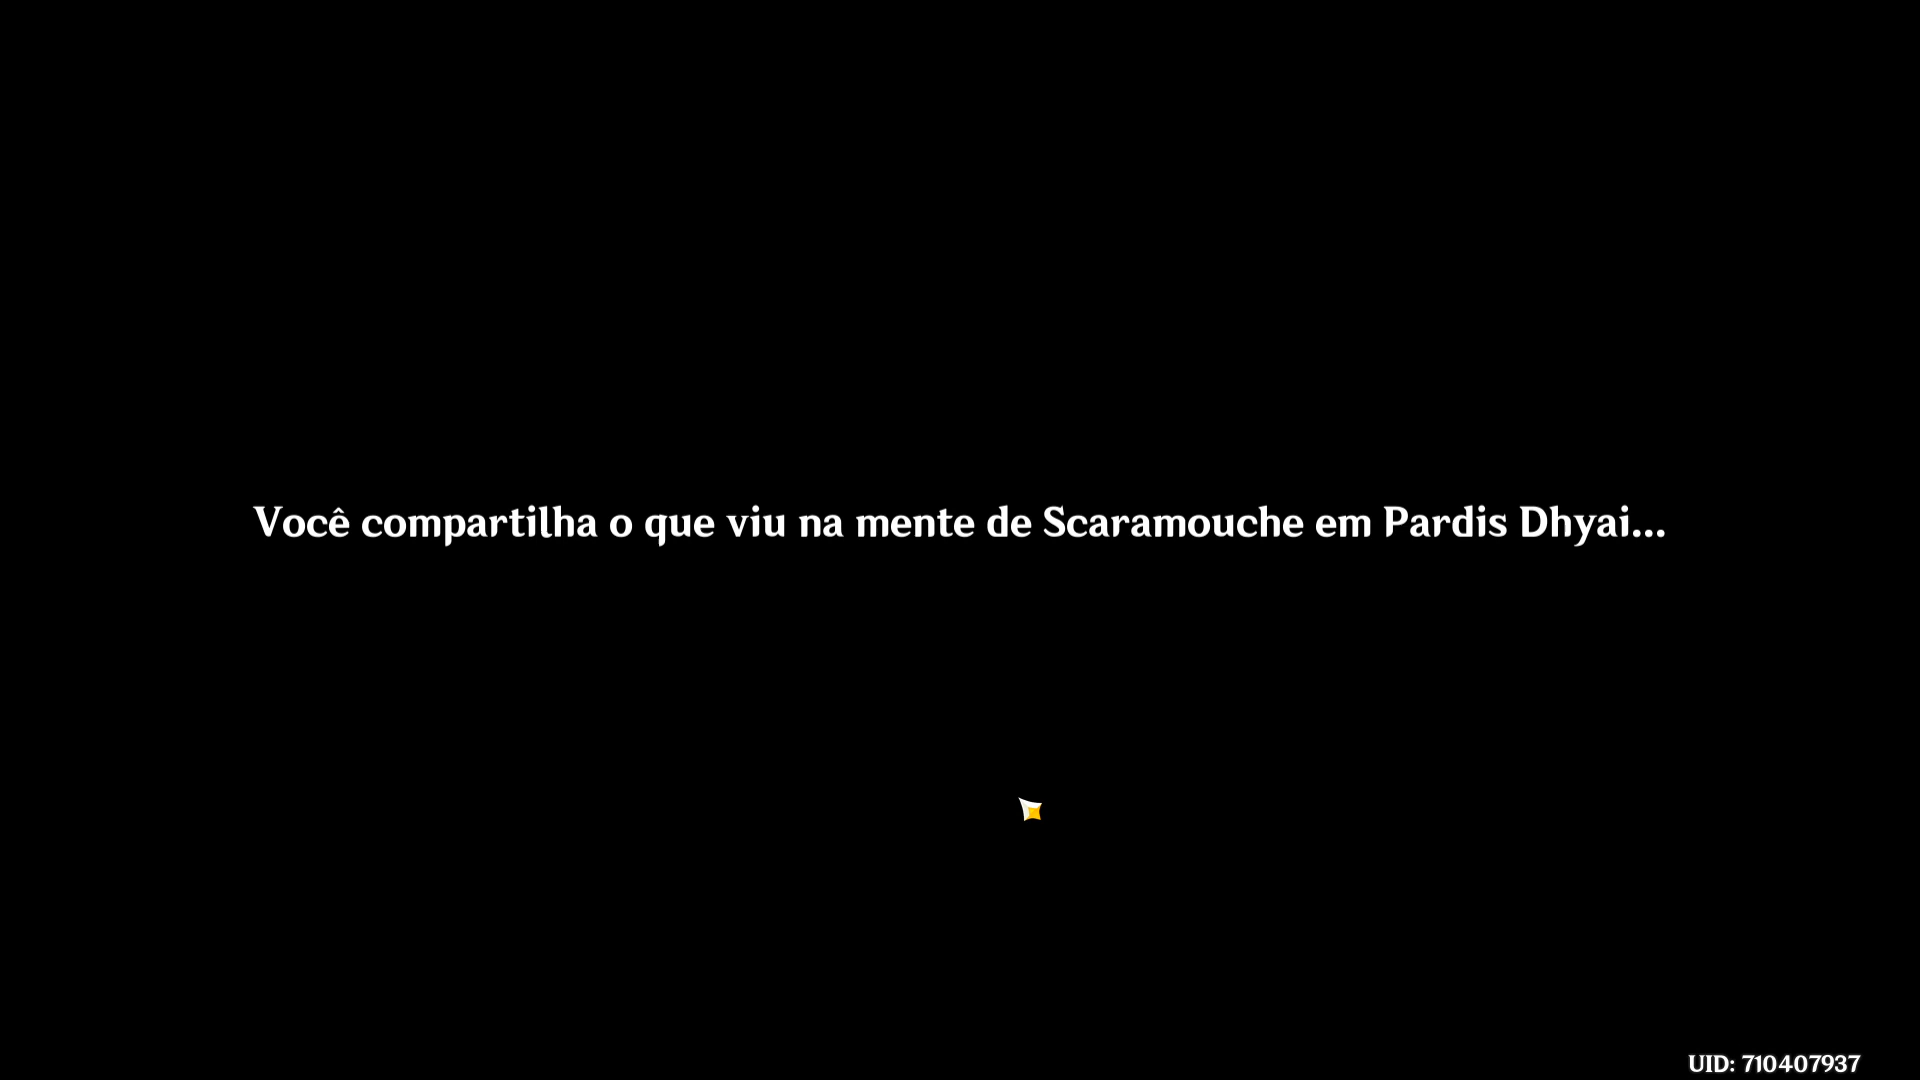 Você compartilha o que viu na mente de Scaramouche em Pardis Dhyai...
UID: 710407937